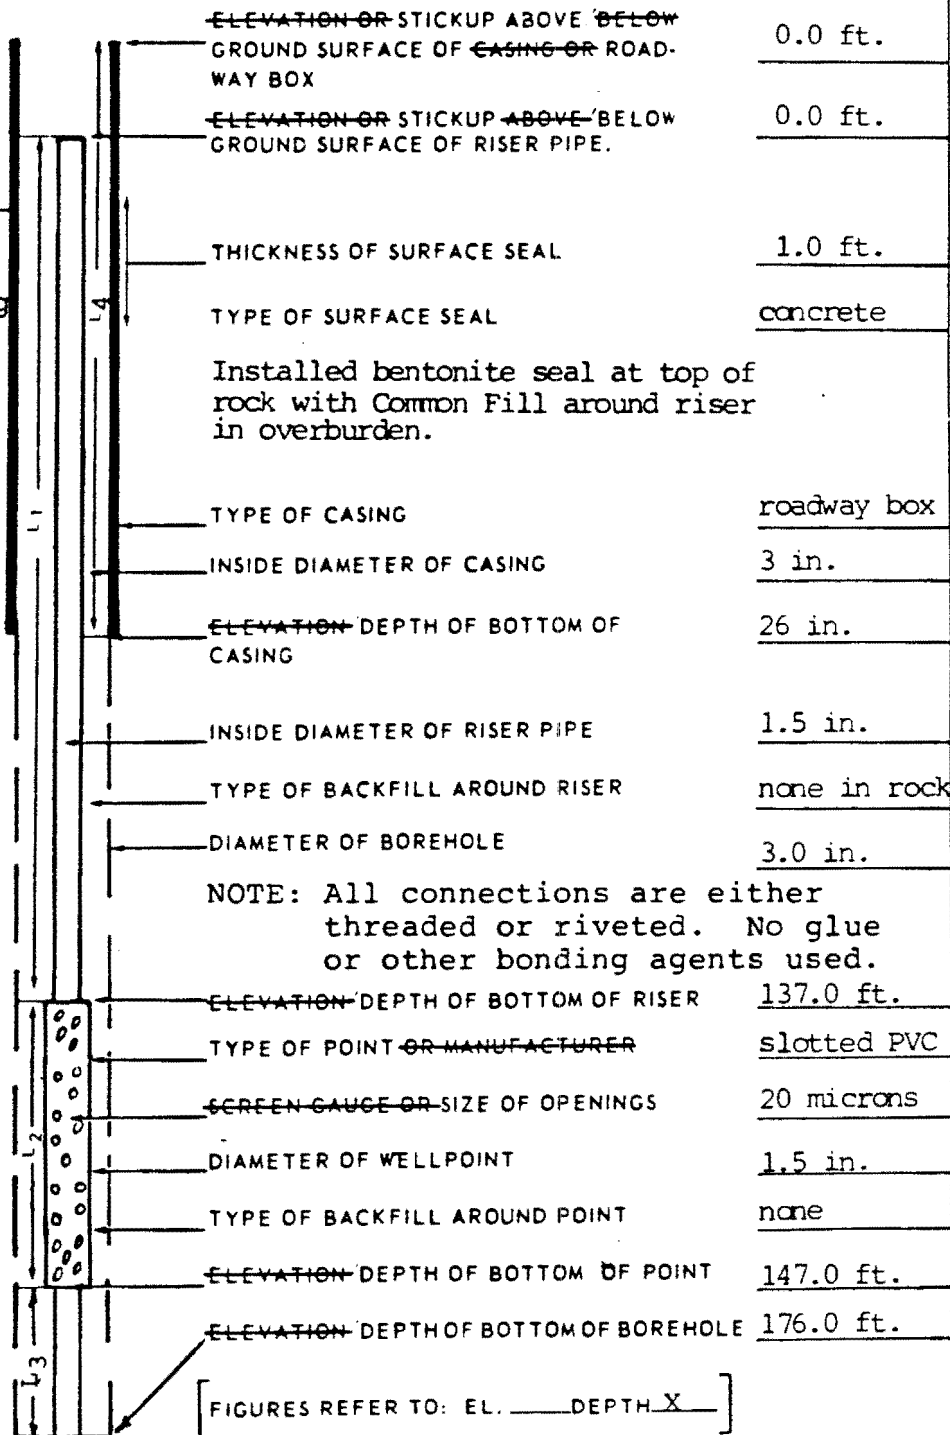 ELEVATION OR STICKUP ABOVE BELOW
GROUND SURFACE OF CASING OR ROAD-
WAY BOX
0.0 ft.
ELEVATION OR STICKUP ABOVE BELOW
GROUND SURFACE OF RISER PIPE.
0.0 ft.
THICKNESS OF SURFACE SEAL
1.0 ft.
TYPE OF SURFACE SEAL
concrete
Installed bentonite seal at top of
rock with Common Fill around riser
in overburden.
TYPE OF CASING
roadway box
INSIDE DIAMETER OF CASING
3 in.
ELEVATION DEPTH OF BOTTOM OF
CASING
26 in.
INSIDE DIAMETER OF RISER PIPE
1.5 in.
TYPE OF BACKFILL AROUND RISER
none in rock
DIAMETER OF BOREHOLE
3.0 in.
NOTE: All connections are either
threaded or riveted. No glue
or other bonding agents used.
ELEVATION DEPTH OF BOTTOM OF RISER
137.0 ft.
TYPE OF POINT OR MANUFACTURER
slotted PVC
SCREEN GAUGE OR SIZE OF OPENINGS
20 microns
DIAMETER OF WELLPOINT
1.5 in.
TYPE OF BACKFILL AROUND POINT
none
ELEVATION DEPTH OF BOTTOM OF POINT
147.0 ft.
ELEVATION DEPTH OF BOTTOM OF BOREHOLE
176.0 ft.
[FIGURES REFER TO: EL. ____ DEPTH X ]
L4
L1
L2
L3